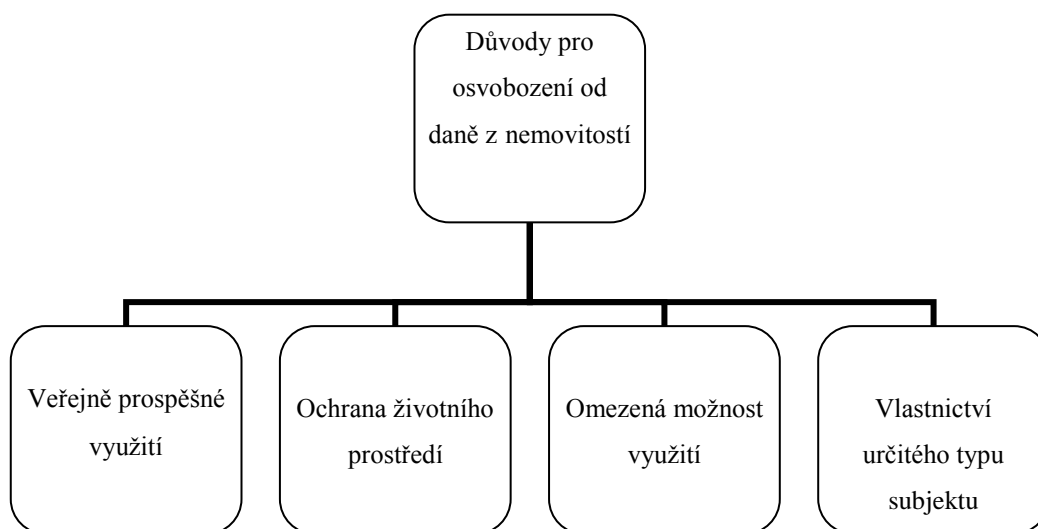 Důvody pro
osvobození od
daně z nemovitostí
Veřejně prospěšné
využití
Ochrana životního
prostředí
Omezená možnost
využití
Vlastnictví
určitého typu
subjektu